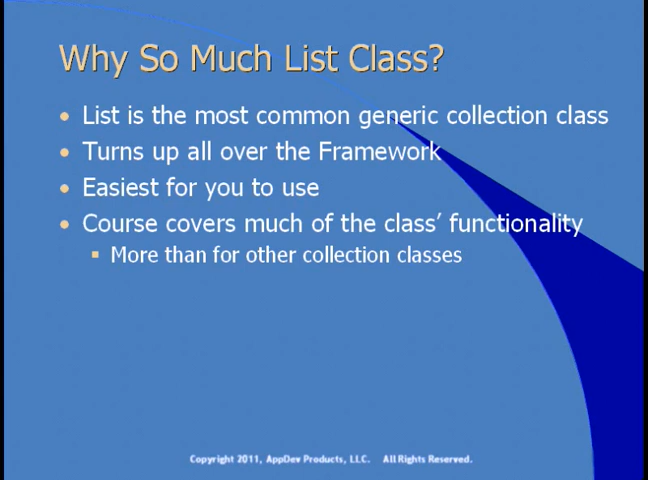 Why So Much List Class?
• List is the most common generic collection class
• Turns up all over the Framework
• Easiest for you to use
• Course covers much of the class’ functionality
▪ More than for other collection classes
Copyright 2011, AppDev Products, LLC. All Rights Reserved.